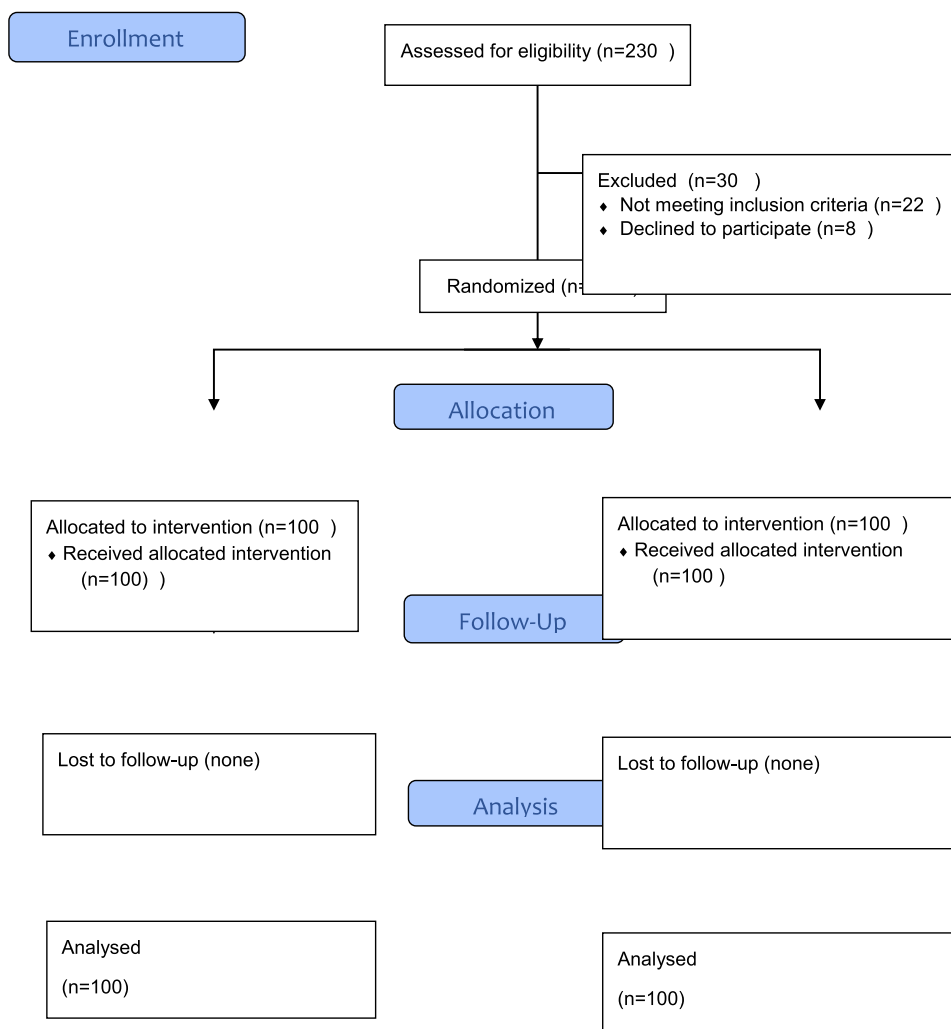 Enrollment
Assessed for eligibility (n=230 )
Excluded (n=30 )
♦ Not meeting inclusion criteria (n=22 )
♦ Declined to participate (n=8 )
Randomized (n=
Allocation
Allocated to intervention (n=100 )
♦ Received allocated intervention
(n=100) )
Allocated to intervention (n=100 )
♦ Received allocated intervention
(n=100 )
Follow-Up
Lost to follow-up (none)
Lost to follow-up (none)
Analysis
Analysed
(n=100)
Analysed
(n=100)